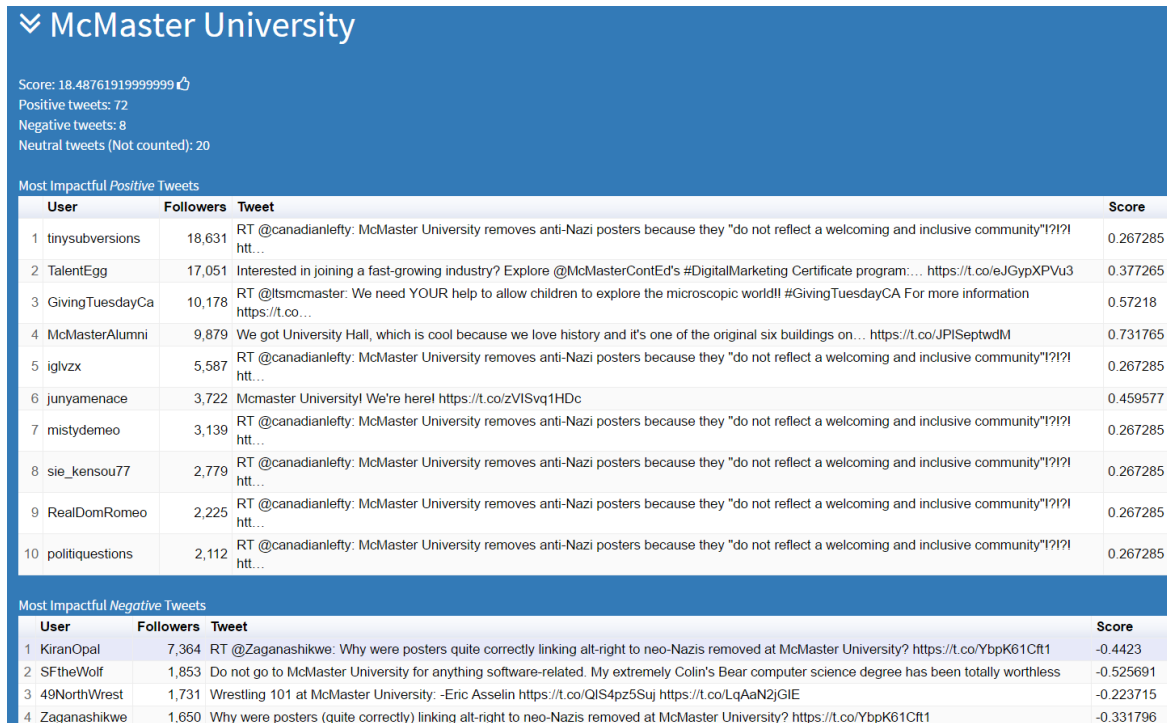 McMaster University
Score: 18.48761919999999
Positive tweets: 72
Negative tweets: 8
Neutral tweets (Not counted): 20
Most Impactful Positive Tweets
User Followers Tweet Score
1 tinysubversions 18,631 RT @canadianlefty: McMaster University removes anti-Nazi posters because they "do not reflect a welcoming and inclusive community"!?!?! 0.267285
htt…
2 TalentEgg 17,051 Interested in joining a fast-growing industry? Explore @McMasterContEd's #DigitalMarketing Certificate program:… https://t.co/eJGypXPVu3 0.377265
3 GivingTuesdayCa 10,178 RT @ltsmcmaster: We need YOUR help to allow children to explore the microscopic world!! #GivingTuesdayCA For more information 0.57218
https://t.co…
4 McMasterAlumni 9,879 We got University Hall, which is cool because we love history and it's one of the original six buildings on… https://t.co/JPISeptwdM 0.731765
5 iglvzx 5,587 RT @canadianlefty: McMaster University removes anti-Nazi posters because they "do not reflect a welcoming and inclusive community"!?!?! 0.267285
htt…
6 junyamenace 3,722 Mcmaster University! We're here! https://t.co/zVISvq1HDc 0.459577
7 mistydemeo 3,139 RT @canadianlefty: McMaster University removes anti-Nazi posters because they "do not reflect a welcoming and inclusive community"!?!?! 0.267285
htt…
8 sie_kensou77 2,779 RT @canadianlefty: McMaster University removes anti-Nazi posters because they "do not reflect a welcoming and inclusive community"!?!?! 0.267285
htt…
9 RealDomRomeo 2,225 RT @canadianlefty: McMaster University removes anti-Nazi posters because they "do not reflect a welcoming and inclusive community"!?!?! 0.267285
htt…
10 politiquestions 2,112 RT @canadianlefty: McMaster University removes anti-Nazi posters because they "do not reflect a welcoming and inclusive community"!?!?! 0.267285
htt…
Most Impactful Negative Tweets
User Followers Tweet Score
1 KiranOpal 7,364 RT @Zaganashikwe: Why were posters quite correctly linking alt-right to neo-Nazis removed at McMaster University? https://t.co/YbpK61Cft1 -0.4423
2 SFtheWolf 1,853 Do not go to McMaster University for anything software-related. My extremely Colin's Bear computer science degree has been totally worthless -0.525691
3 49NorthWrest 1,731 Wrestling 101 at McMaster University: -Eric Asselin https://t.co/QIS4pz5Suj https://t.co/LqAaN2jGIE -0.223715
4 Zaganashikwe 1,650 Why were posters (quite correctly) linking alt-right to neo-Nazis removed at McMaster University? https://t.co/YbpK61Cft1 -0.331796